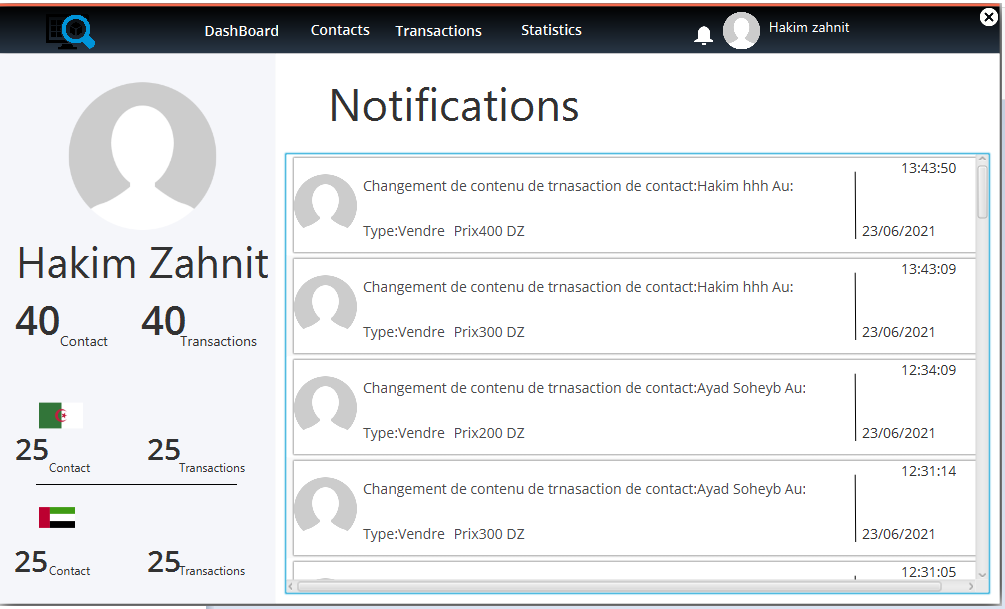 DashBoard Contacts Transactions Statistics Hakim zahnit
Hakim Zahnit
40 Contact 40 Transactions
25 Contact 25 Transactions
25 Contact 25 Transactions
Notifications
13:43:50
Changement de contenu de trnasaction de contact:Hakim hhh Au:
Type:Vendre Prix400 DZ 23/06/2021
13:43:09
Changement de contenu de trnasaction de contact:Hakim hhh Au:
Type:Vendre Prix300 DZ 23/06/2021
12:34:09
Changement de contenu de trnasaction de contact:Ayad Soheyb Au:
Type:Vendre Prix200 DZ 23/06/2021
12:31:14
Changement de contenu de trnasaction de contact:Ayad Soheyb Au:
Type:Vendre Prix300 DZ 23/06/2021
12:31:05